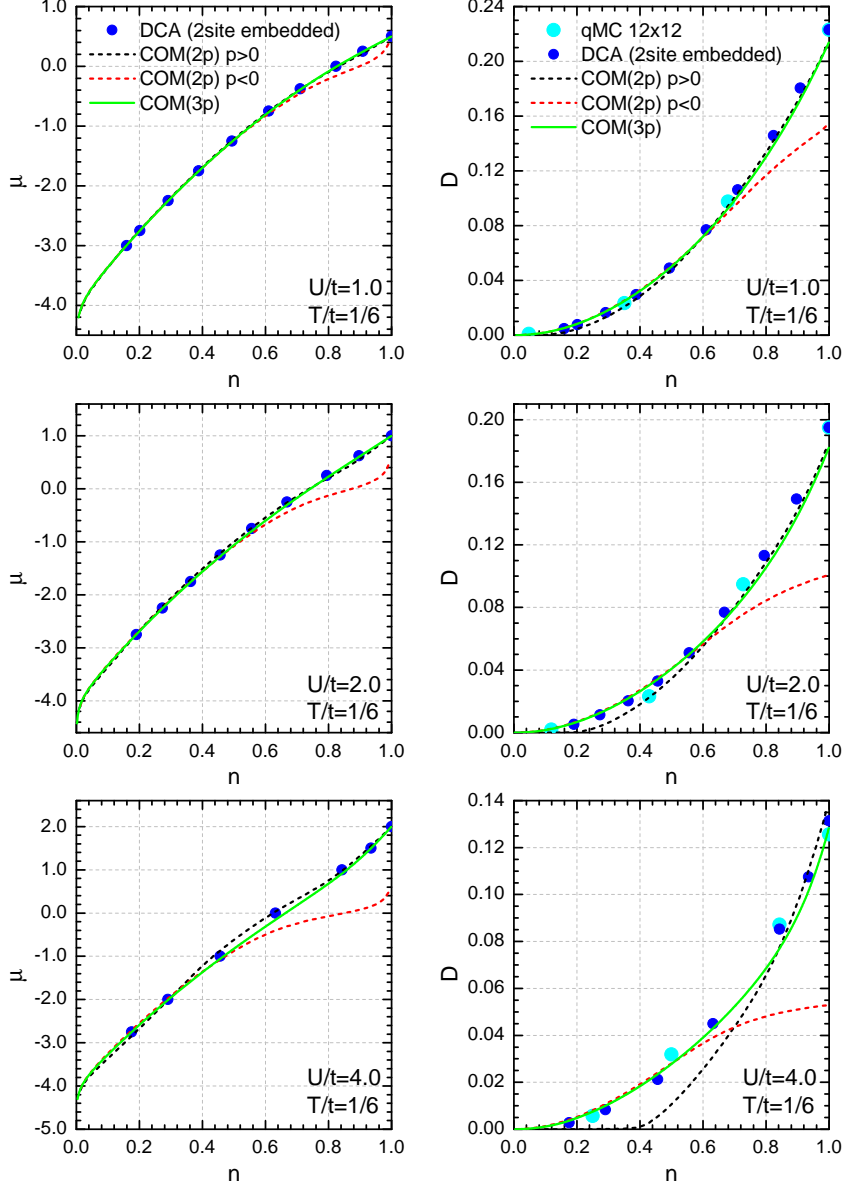 DCA (2site embedded)
COM(2p) p>0
COM(2p) p<0
COM(3p)
0.0
-1.0
-2.0
-3.0
-4.0
μ
U/t=1.0
T/t=1/6
0.0 0.2 0.4 0.6 0.8 1.0
n
qMC 12x12
DCA (2site embedded)
COM(2p) p>0
COM(2p) p<0
COM(3p)
0.24
0.20
0.16
0.12
0.08
0.04
0.00
D
U/t=1.0
T/t=1/6
0.0 0.2 0.4 0.6 0.8 1.0
n
1.0
0.0
-1.0
-2.0
-3.0
-4.0
μ
U/t=2.0
T/t=1/6
0.0 0.2 0.4 0.6 0.8 1.0
n
0.20
0.16
0.12
0.08
0.04
0.00
D
U/t=2.0
T/t=1/6
0.0 0.2 0.4 0.6 0.8 1.0
n
2.0
1.0
0.0
-1.0
-2.0
-3.0
-4.0
-5.0
μ
U/t=4.0
T/t=1/6
0.0 0.2 0.4 0.6 0.8 1.0
n
0.14
0.12
0.10
0.08
0.06
0.04
0.02
0.00
D
U/t=4.0
T/t=1/6
0.0 0.2 0.4 0.6 0.8 1.0
n